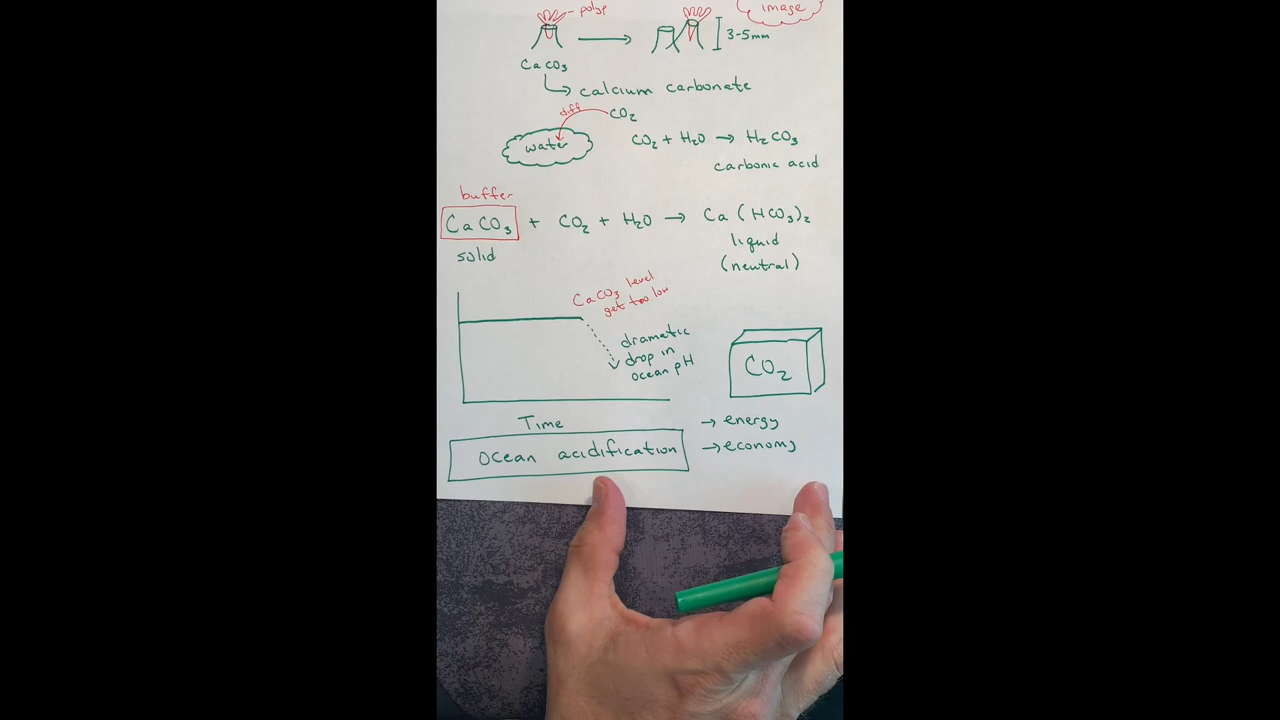 image
polyp
3-5mm
CaCO3
calcium carbonate
diff
CO2
water
CO2 + H2O → H2CO3
carbonic acid
buffer
CaCO3 + CO2 + H2O → Ca(HCO3)2
solid
liquid
(neutral)
CaCO3 level
get too low
dramatic
drop in
ocean pH
CO2
Time
→ energy
→ economy
ocean acidification